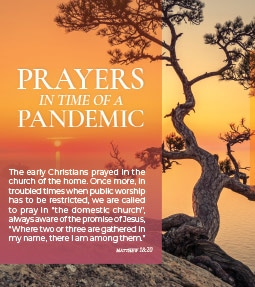 PRAYERS
IN TIME OF A
PANDEMIC
The early Christians prayed in the
church of the home. Once more, in
troubled times when public worship
has to be restricted, we are called
to pray in "the domestic church",
always aware of the promise of Jesus,
"Where two or three are gathered in
my name, there I am among them."
MATTHEW 18:20